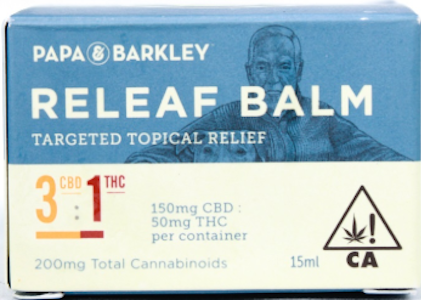 PAPA & BARKLEY™
RELEAF BALM
TARGETED TOPICAL RELIEF
3 CBD : 1 THC
150mg CBD :
50mg THC
per container
200mg Total Cannabinoids
15ml
!
CA